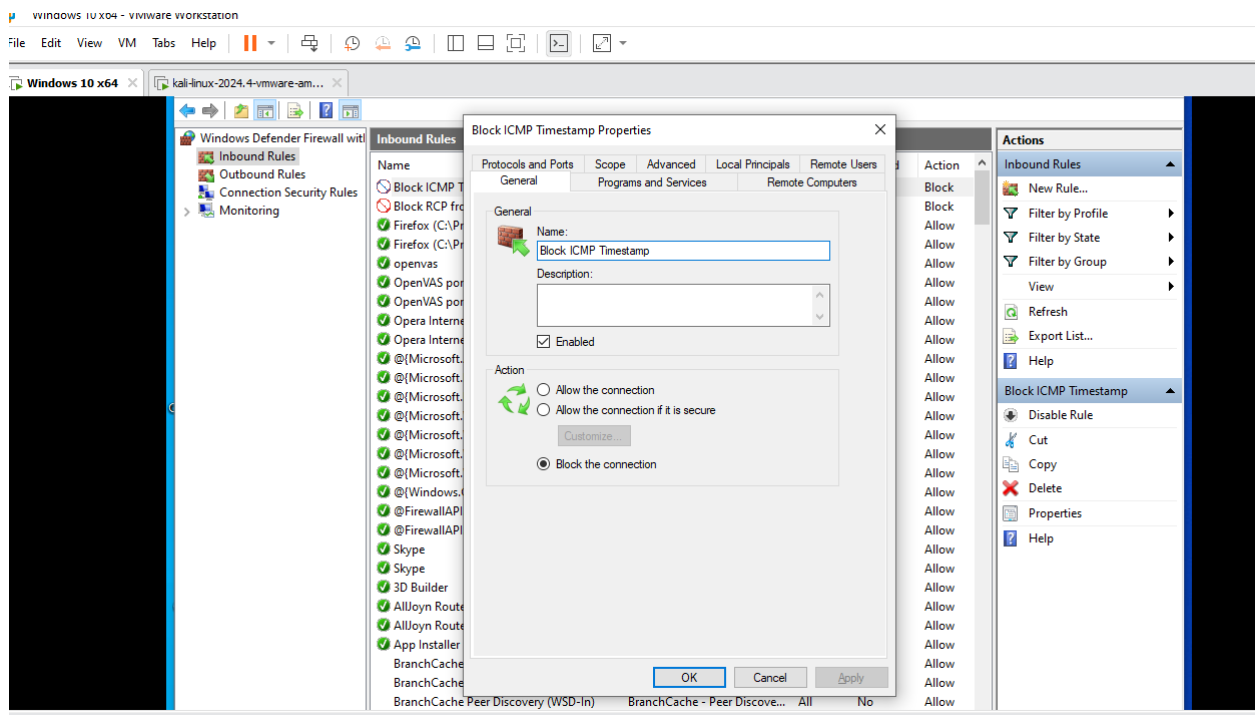 Windows 10 x64 - VMware Workstation
File Edit View VM Tabs Help
Windows 10 x64
kali-linux-2024.4-vmware-am...
Windows Defender Firewall witl
Inbound Rules
Outbound Rules
Connection Security Rules
Monitoring
Inbound Rules
Name
Action
Block ICMP T
Block
Block RCP fro
Block
Firefox (C:\Pr
Allow
Firefox (C:\Pr
Allow
openvas
Allow
OpenVAS por
Allow
OpenVAS por
Allow
Opera Interne
Allow
Opera Interne
Allow
@{Microsoft.
Allow
@{Microsoft.
Allow
@{Microsoft.
Allow
@{Microsoft.
Allow
@{Microsoft.
Allow
@{Microsoft.
Allow
@{Microsoft.
Allow
@{Windows.
Allow
@FirewallAPI
Allow
@FirewallAPI
Allow
Skype
Allow
Skype
Allow
3D Builder
Allow
AllJoyn Route
Allow
AllJoyn Route
Allow
App Installer
Allow
BranchCache
Allow
BranchCache
Allow
BranchCache Peer Discovery (WSD-In) BranchCache - Peer Discove... All No Allow
Block ICMP Timestamp Properties
Protocols and Ports Scope Advanced Local Principals Remote Users
General Programs and Services Remote Computers
General
Name:
Block ICMP Timestamp
Description:
Enabled
Action
Allow the connection
Allow the connection if it is secure
Customize...
Block the connection
OK Cancel Apply
Actions
Inbound Rules
New Rule...
Filter by Profile
Filter by State
Filter by Group
View
Refresh
Export List...
Help
Block ICMP Timestamp
Disable Rule
Cut
Copy
Delete
Properties
Help